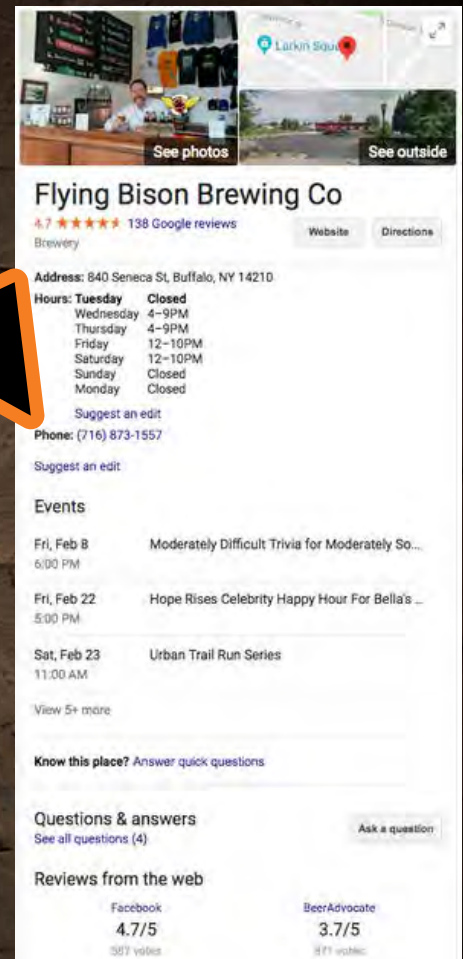 Larkin Square
See photos
See outside
Flying Bison Brewing Co
4.7 138 Google reviews
Website
Directions
Brewery
Address: 840 Seneca St, Buffalo, NY 14210
Hours: Tuesday Closed
Wednesday 4–9PM
Thursday 4–9PM
Friday 12–10PM
Saturday 12–10PM
Sunday Closed
Monday Closed
Suggest an edit
Phone: (716) 873-1557
Suggest an edit
Events
Fri, Feb 8 Moderately Difficult Trivia for Moderately So...
6:00 PM
Fri, Feb 22 Hope Rises Celebrity Happy Hour For Bella's ...
5:00 PM
Sat, Feb 23 Urban Trail Run Series
11:00 AM
View 5+ more
Know this place? Answer quick questions
Questions & answers
See all questions (4)
Ask a question
Reviews from the web
Facebook BeerAdvocate
4.7/5 3.7/5
587 votes 871 votes